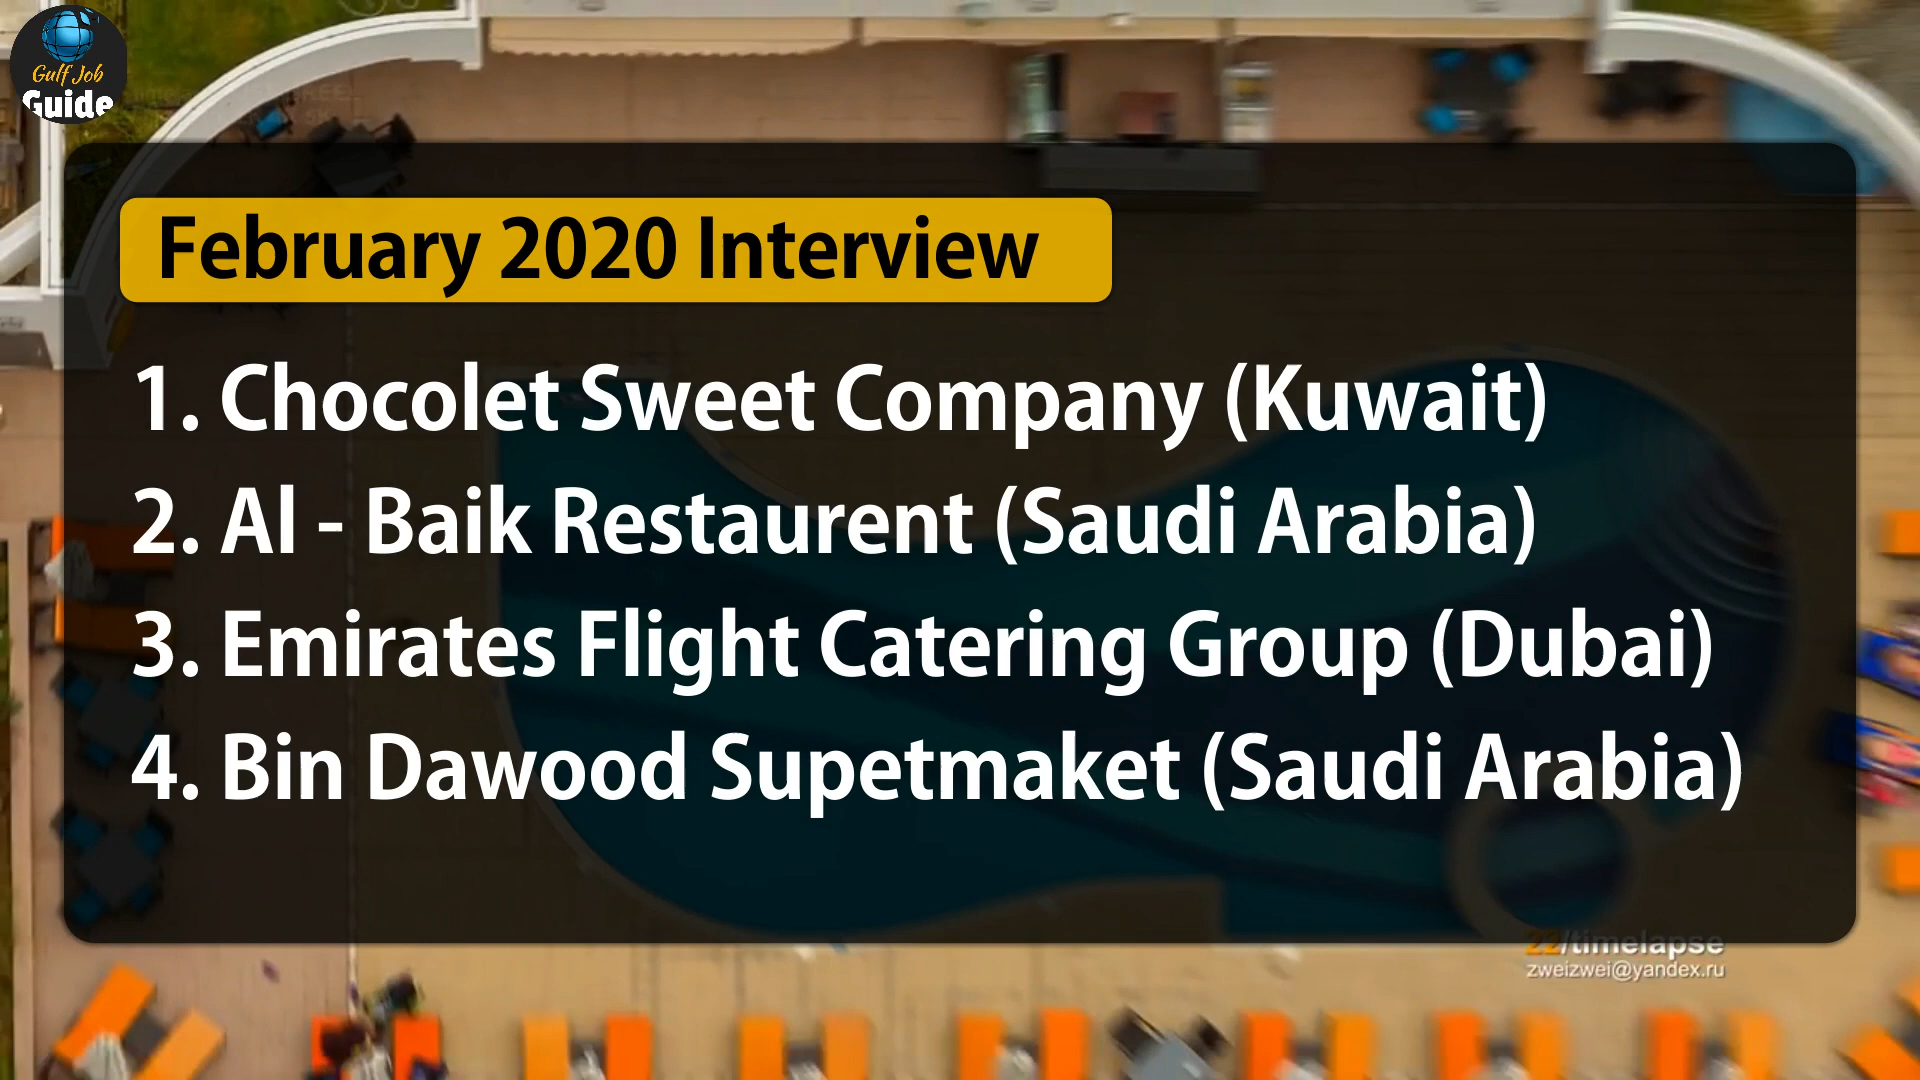 Gulf Job
Guide
February 2020 Interview
1. Chocolet Sweet Company (Kuwait)
2. Al - Baik Restaurent (Saudi Arabia)
3. Emirates Flight Catering Group (Dubai)
4. Bin Dawood Supetmaket (Saudi Arabia)
22/timelapse
zweizwei@yandex.ru